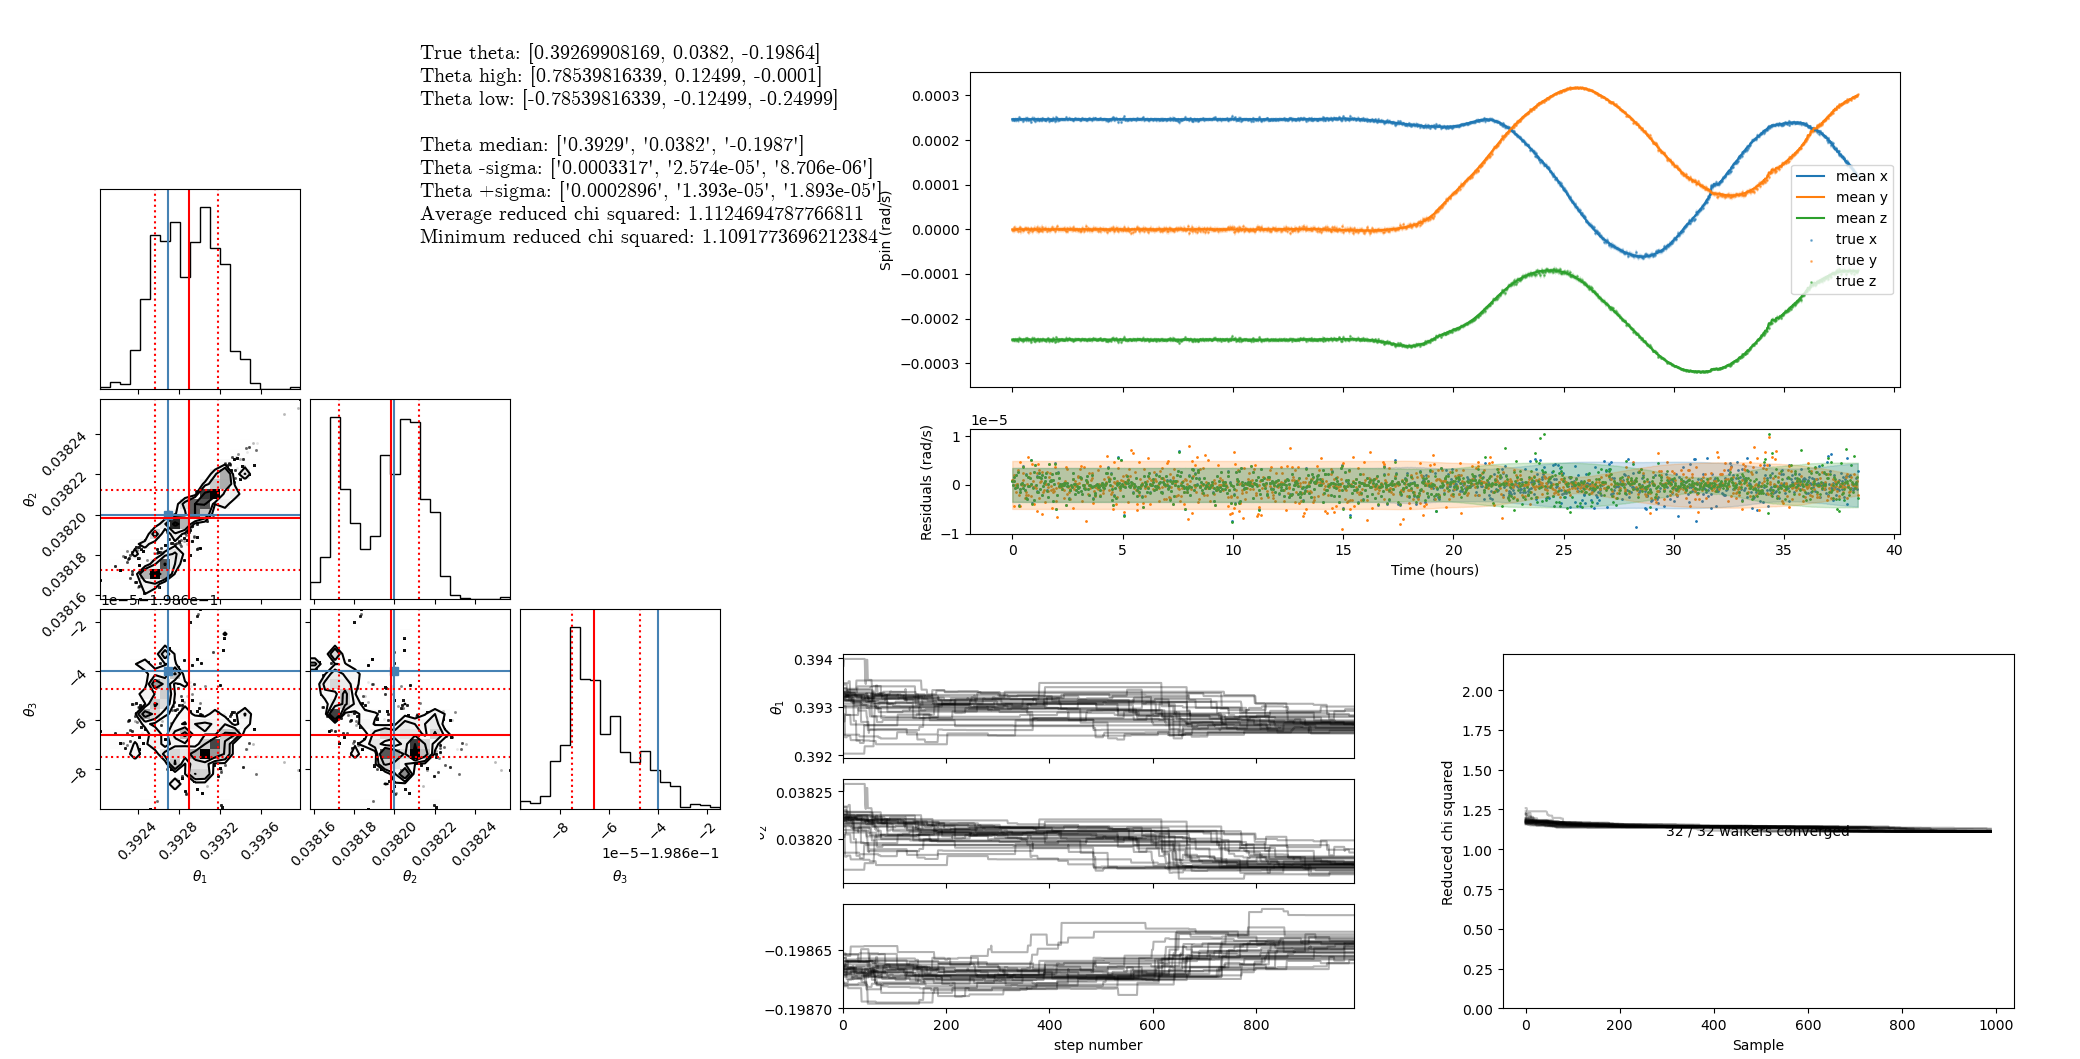 True theta: [0.39269908169, 0.0382, -0.19864]
Theta high: [0.78539816339, 0.12499, -0.0001]
Theta low: [-0.78539816339, -0.12499, -0.24999]
Theta median: ['0.3929', '0.0382', '-0.1987']
Theta -sigma: ['0.0003317', '2.574e-05', '8.706e-06']
Theta +sigma: ['0.0002896', '1.393e-05', '1.893e-05']
Average reduced chi squared: 1.1124694787766811
Minimum reduced chi squared: 1.1091773696212384
0.0003
0.0002
0.0001
0.0000
−0.0001
−0.0002
−0.0003
Spin (rad/s)
mean x
mean y
mean z
true x
true y
true z
1e−5
1
0
−1
Residuals (rad/s)
0 5 10 15 20 25 30 35 40
Time (hours)
θ2
0.03824
0.03822
0.03820
0.03818
0.03816
1e−5−1.986e−1
θ3
−2
−4
−6
−8
0.3924 0.3928 0.3932 0.3936
θ1
0.03816 0.03818 0.03820 0.03822 0.03824
θ2
−8 −6 −4 −2
1e−5−1.986e−1
θ3
θ1
0.394
0.393
0.392
0.03825
0.03820
−0.19865
−0.19870
0 200 400 600 800
step number
Reduced chi squared
2.00
1.75
1.50
1.25
1.00
0.75
0.50
0.25
0.00
32 / 32 walkers converged
0 200 400 600 800 1000
Sample